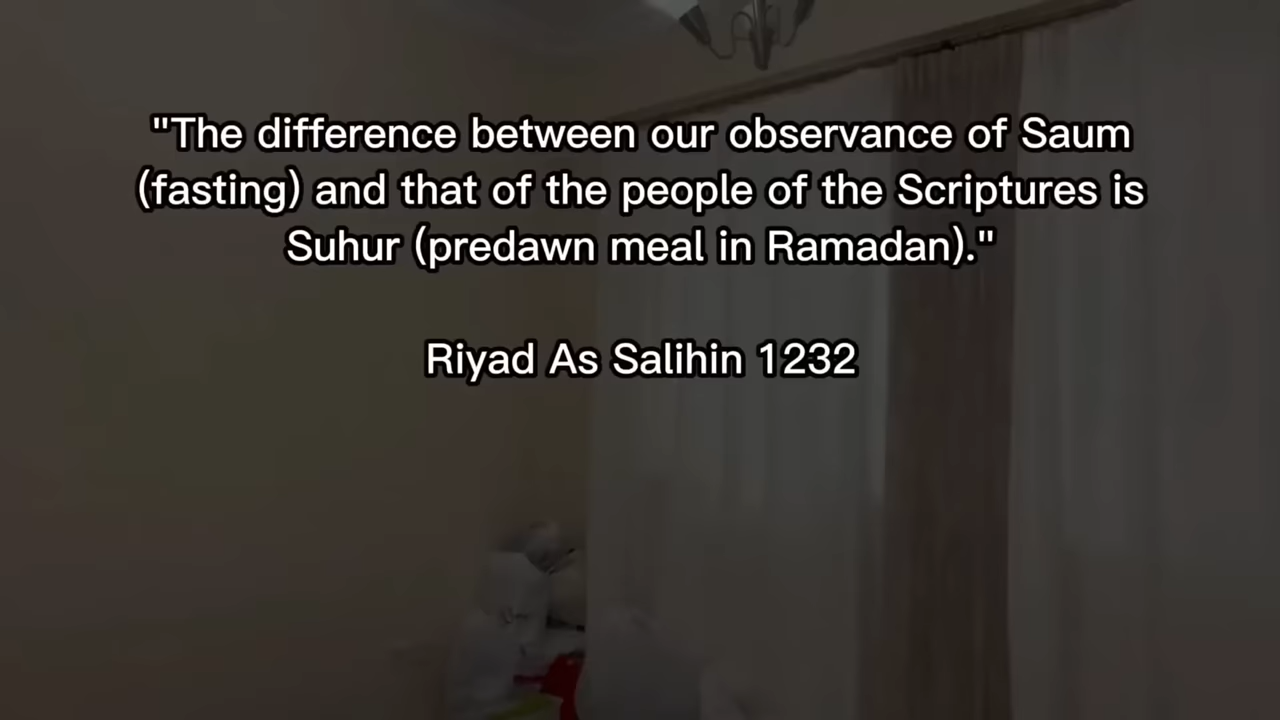 "The difference between our observance of Saum
(fasting) and that of the people of the Scriptures is
Suhur (predawn meal in Ramadan)."
Riyad As Salihin 1232